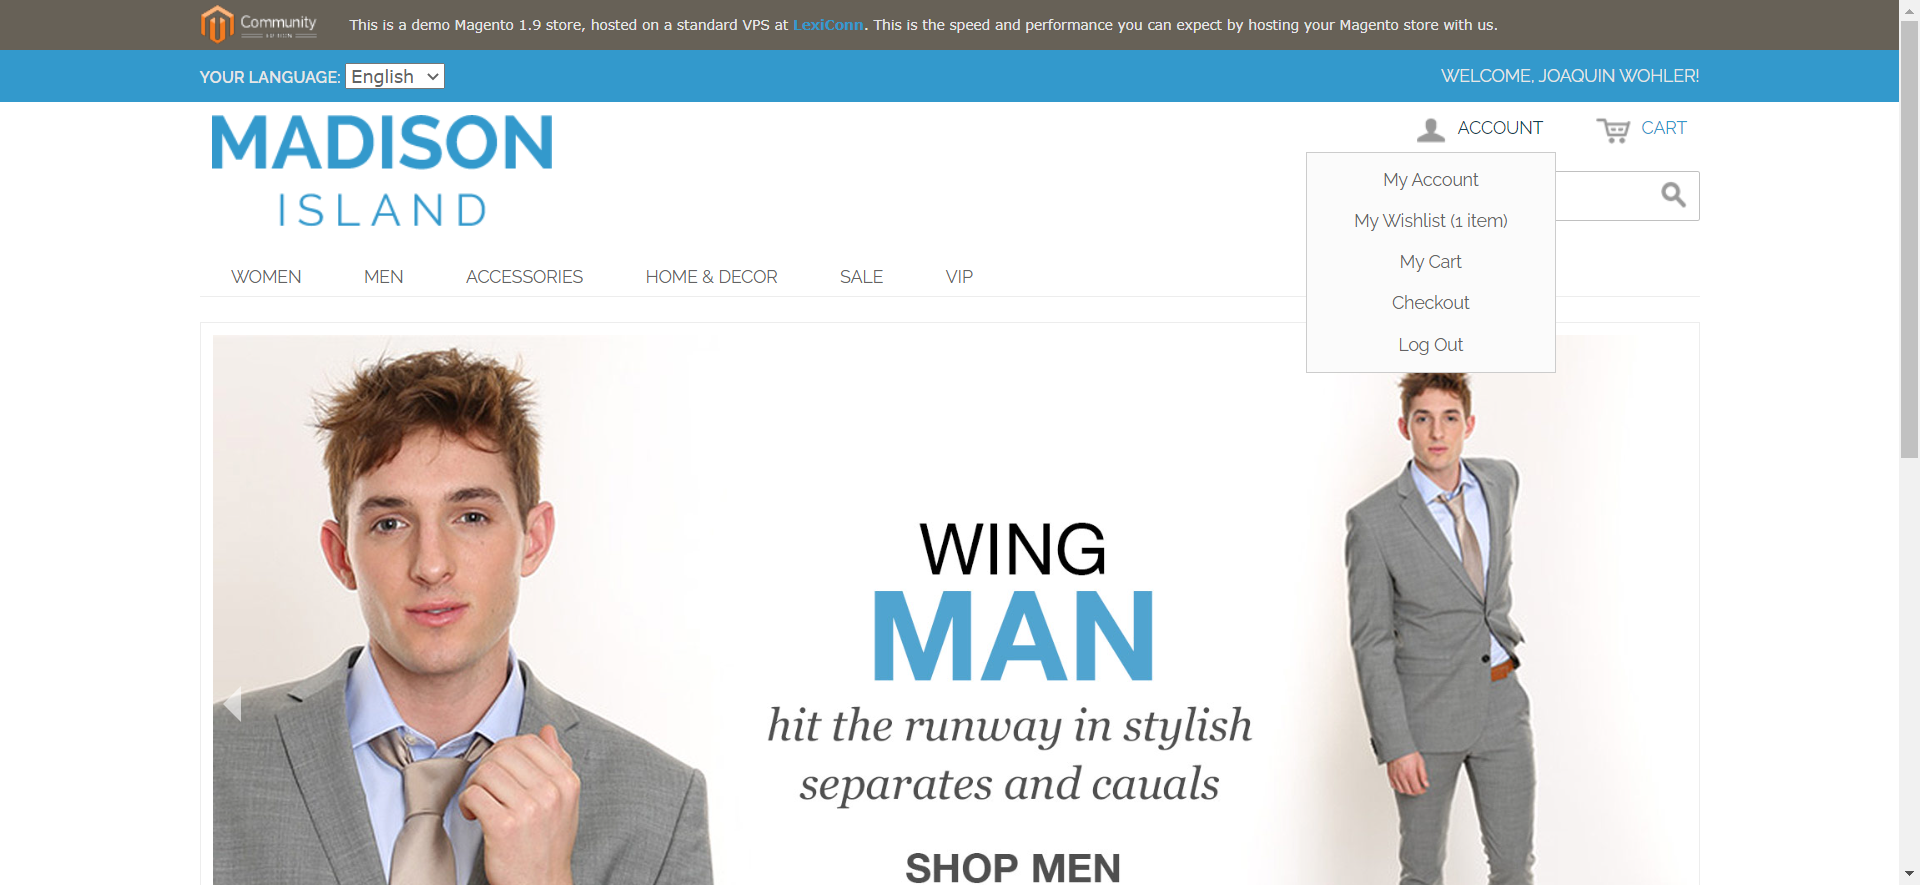 Community
This is a demo Magento 1.9 store, hosted on a standard VPS at LexiConn. This is the speed and performance you can expect by hosting your Magento store with us.
YOUR LANGUAGE: English
WELCOME, JOAQUIN WOHLER!
MADISON
ISLAND
ACCOUNT
CART
My Account
My Wishlist (1 item)
My Cart
Checkout
Log Out
WOMEN
MEN
ACCESSORIES
HOME & DECOR
SALE
VIP
WING
MAN
hit the runway in stylish
separates and cauals
SHOP MEN